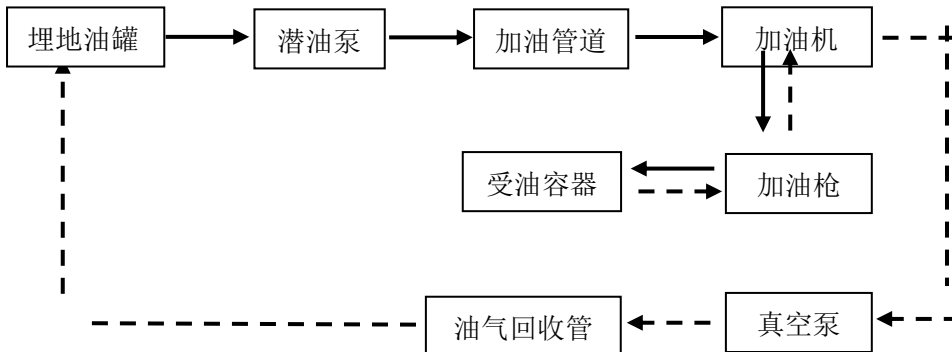 埋地油罐
潜油泵
加油管道
加油机
受油容器
加油枪
油气回收管
真空泵